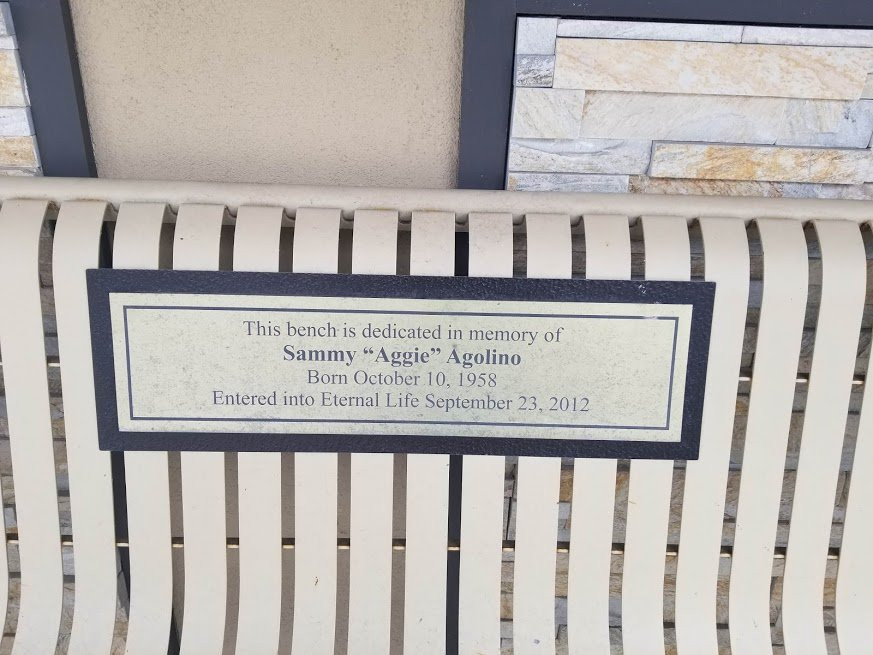 This bench is dedicated in memory of
Sammy “Aggie” Agolino
Born October 10, 1958
Entered into Eternal Life September 23, 2012